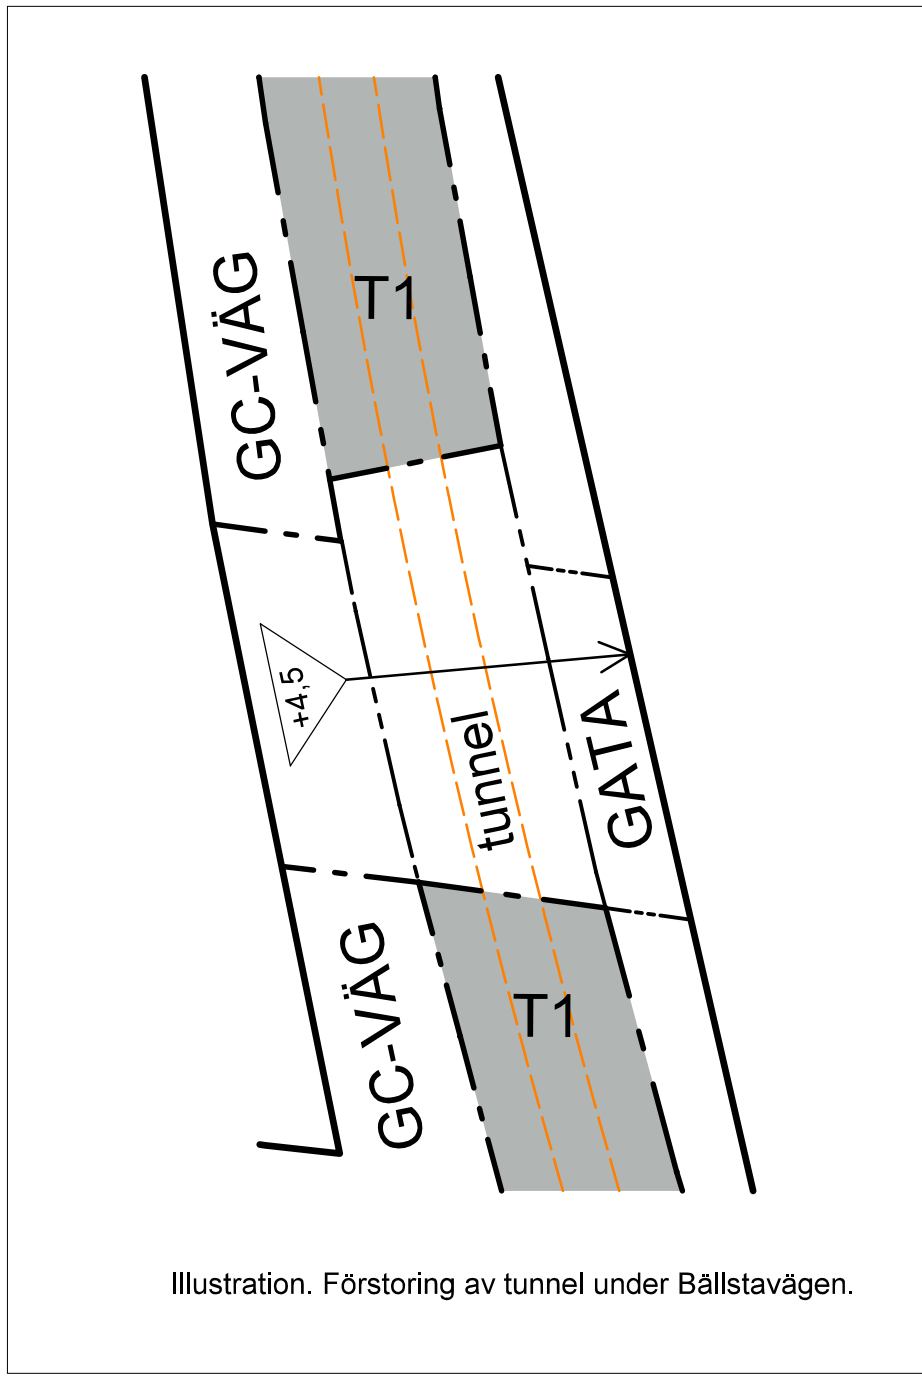 T1
GC-VÄG
+4,5
tunnel
GATA
GC-VÄG
T1
Illustration. Förstoring av tunnel under Bällstavägen.